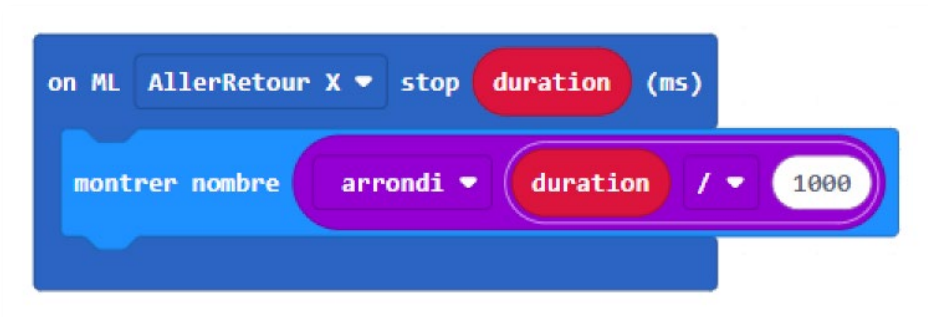 on ML AllerRetour X stop duration (ms)
montrer nombre arrondi duration / 1000